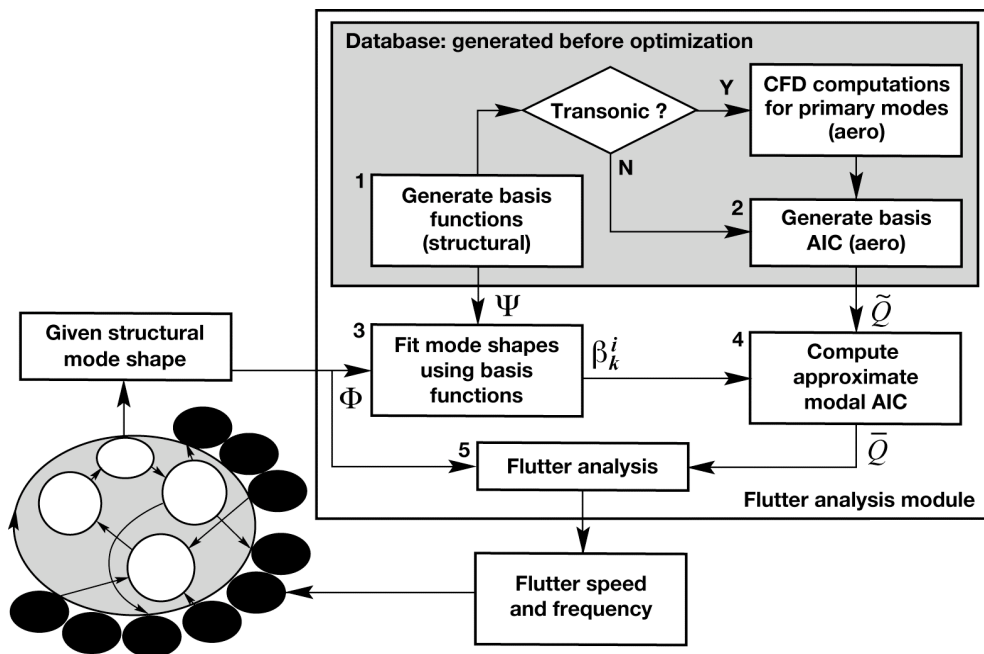 Database: generated before optimization
Transonic ?
Y
N
CFD computations
for primary modes
(aero)
1
Generate basis
functions
(structural)
2
Generate basis
AIC (aero)
Ψ
Q̃
Given structural
mode shape
Φ
3
Fit mode shapes
using basis
functions
β_k^i
4
Compute
approximate
modal AIC
Q̄
5
Flutter analysis
Flutter analysis module
Flutter speed
and frequency